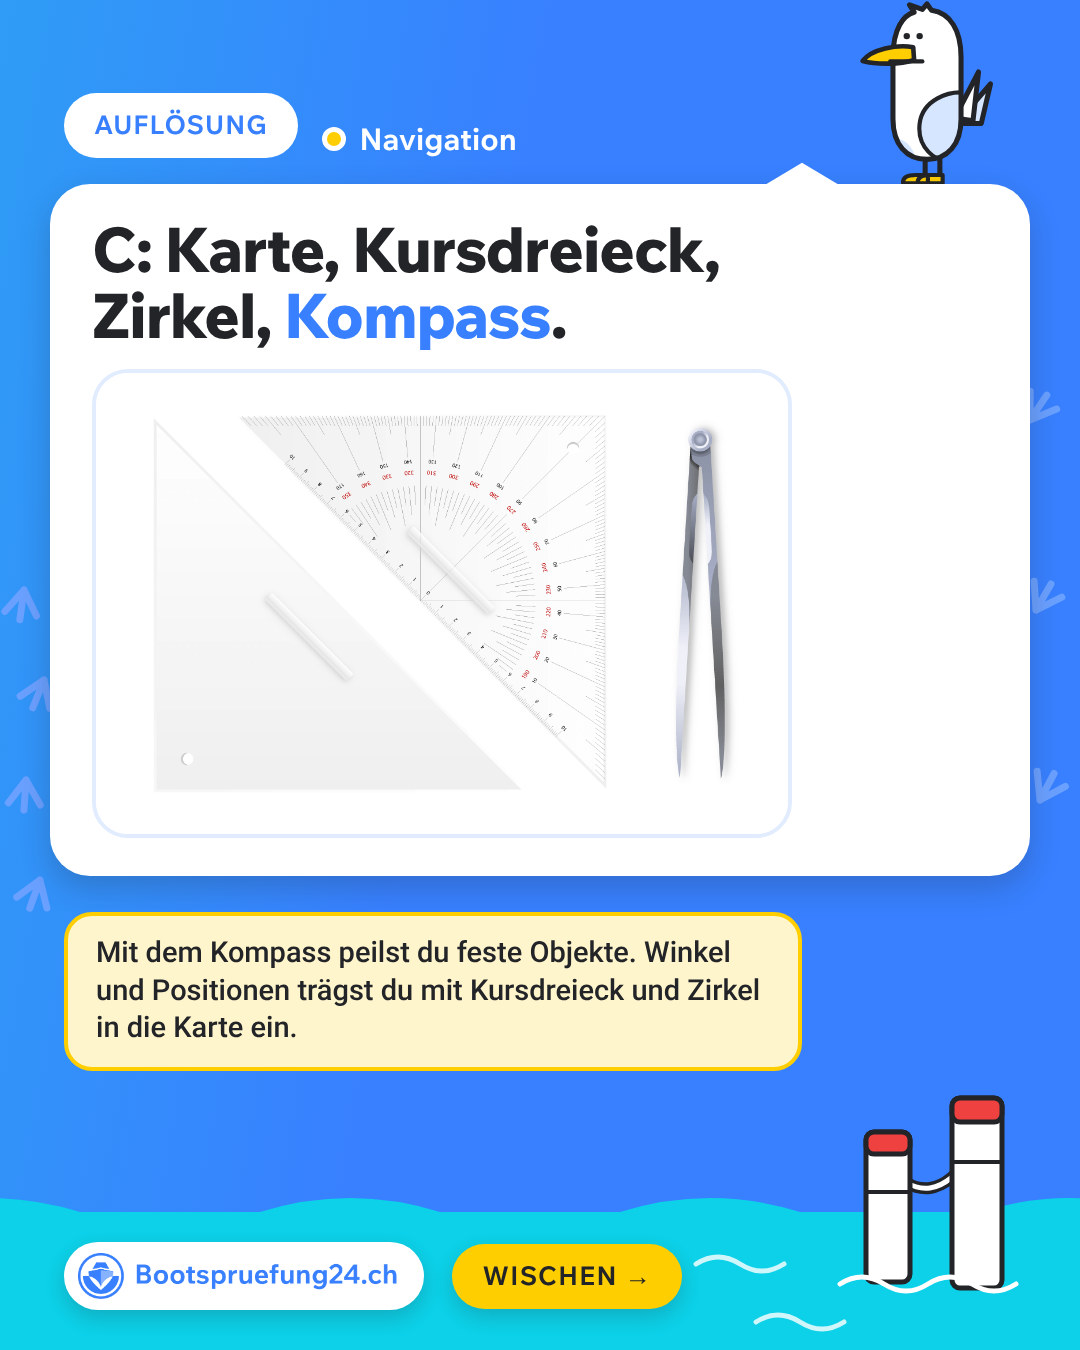 AUFLÖSUNG
Navigation
C: Karte, Kursdreieck,
Zirkel, Kompass.
Mit dem Kompass peilst du feste Objekte. Winkel
und Positionen trägst du mit Kursdreieck und Zirkel
in die Karte ein.
Bootspruefung24.ch
WISCHEN →